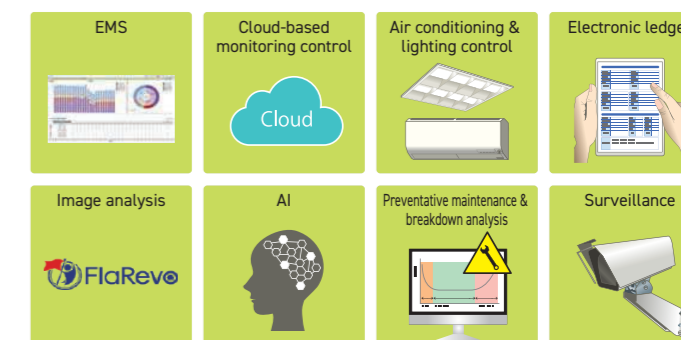 EMS
Cloud-based
monitoring control
Air conditioning &
lighting control
Electronic ledge
Cloud
Image analysis
AI
Preventative maintenance &
breakdown analysis
Surveillance
FlaRevo